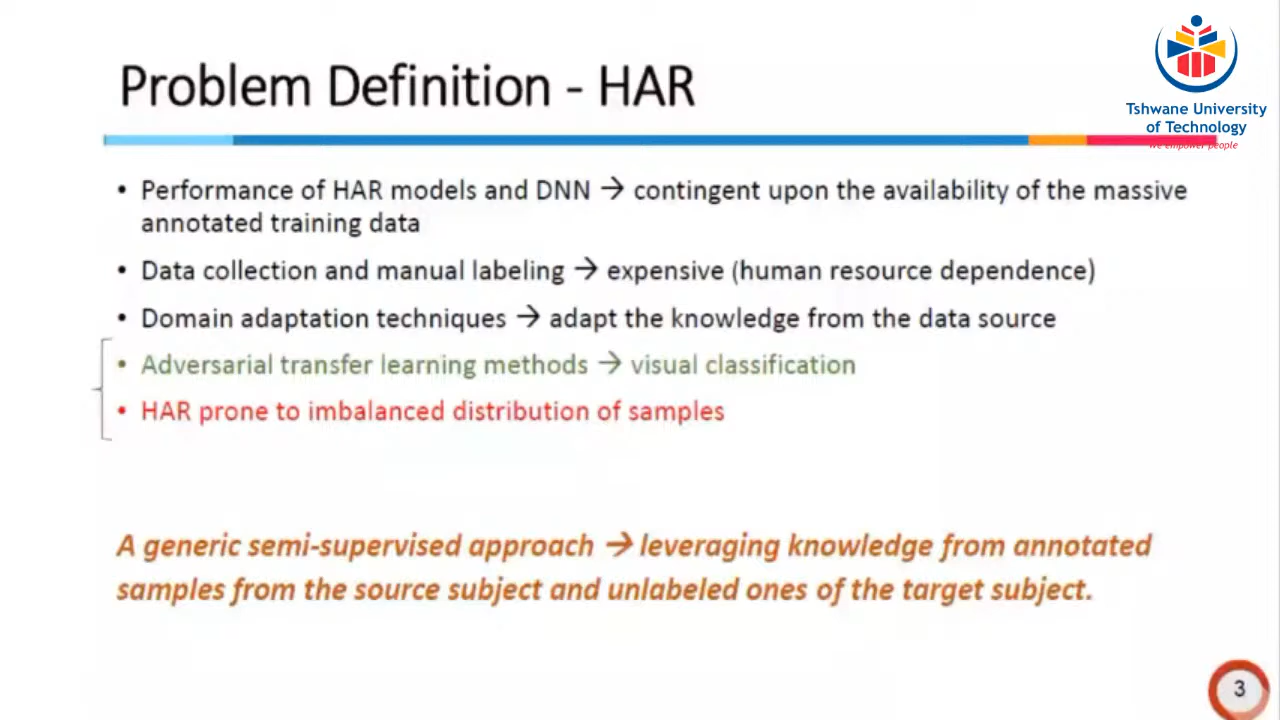 Problem Definition - HAR
Tshwane University
of Technology
We empower people
• Performance of HAR models and DNN → contingent upon the availability of the massive
annotated training data
• Data collection and manual labeling → expensive (human resource dependence)
• Domain adaptation techniques → adapt the knowledge from the data source
• Adversarial transfer learning methods → visual classification
• HAR prone to imbalanced distribution of samples
A generic semi-supervised approach → leveraging knowledge from annotated
samples from the source subject and unlabeled ones of the target subject.
3